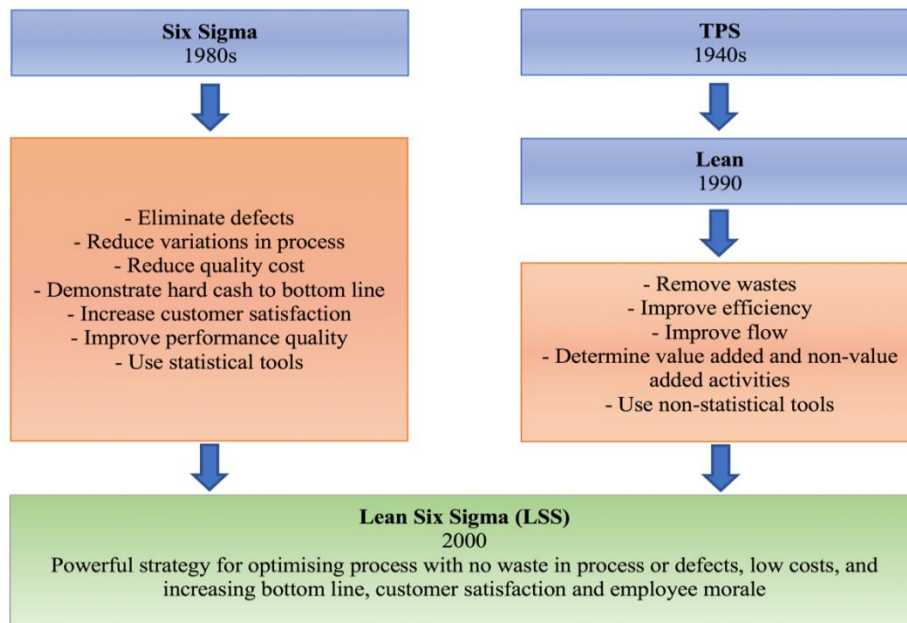 Six Sigma
1980s
- Eliminate defects
- Reduce variations in process
- Reduce quality cost
- Demonstrate hard cash to bottom line
- Increase customer satisfaction
- Improve performance quality
- Use statistical tools
TPS
1940s
Lean
1990
- Remove wastes
- Improve efficiency
- Improve flow
- Determine value added and non-value
added activities
- Use non-statistical tools
Lean Six Sigma (LSS)
2000
Powerful strategy for optimising process with no waste in process or defects, low costs, and
increasing bottom line, customer satisfaction and employee morale